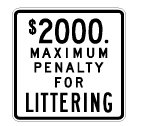 $2000.
MAXIMUM
PENALTY
FOR
LITTERING